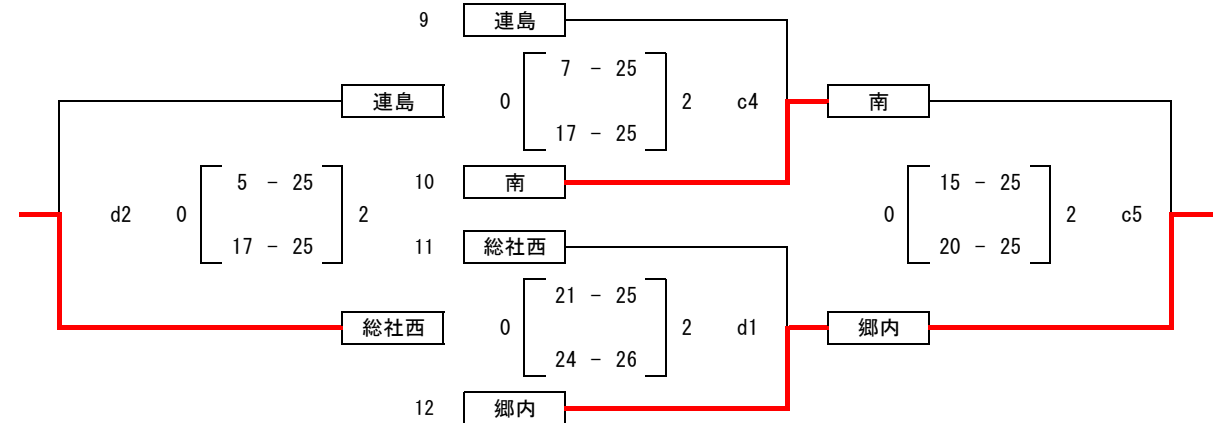 9 連島
7 - 25
連島 0 2 c4 南
17 - 25
5 - 25 10 南 15 - 25
d2 0 2 0 2 c5
17 - 25 11 総社西 20 - 25
21 - 25
総社西 0 2 d1 郷内
24 - 26
12 郷内